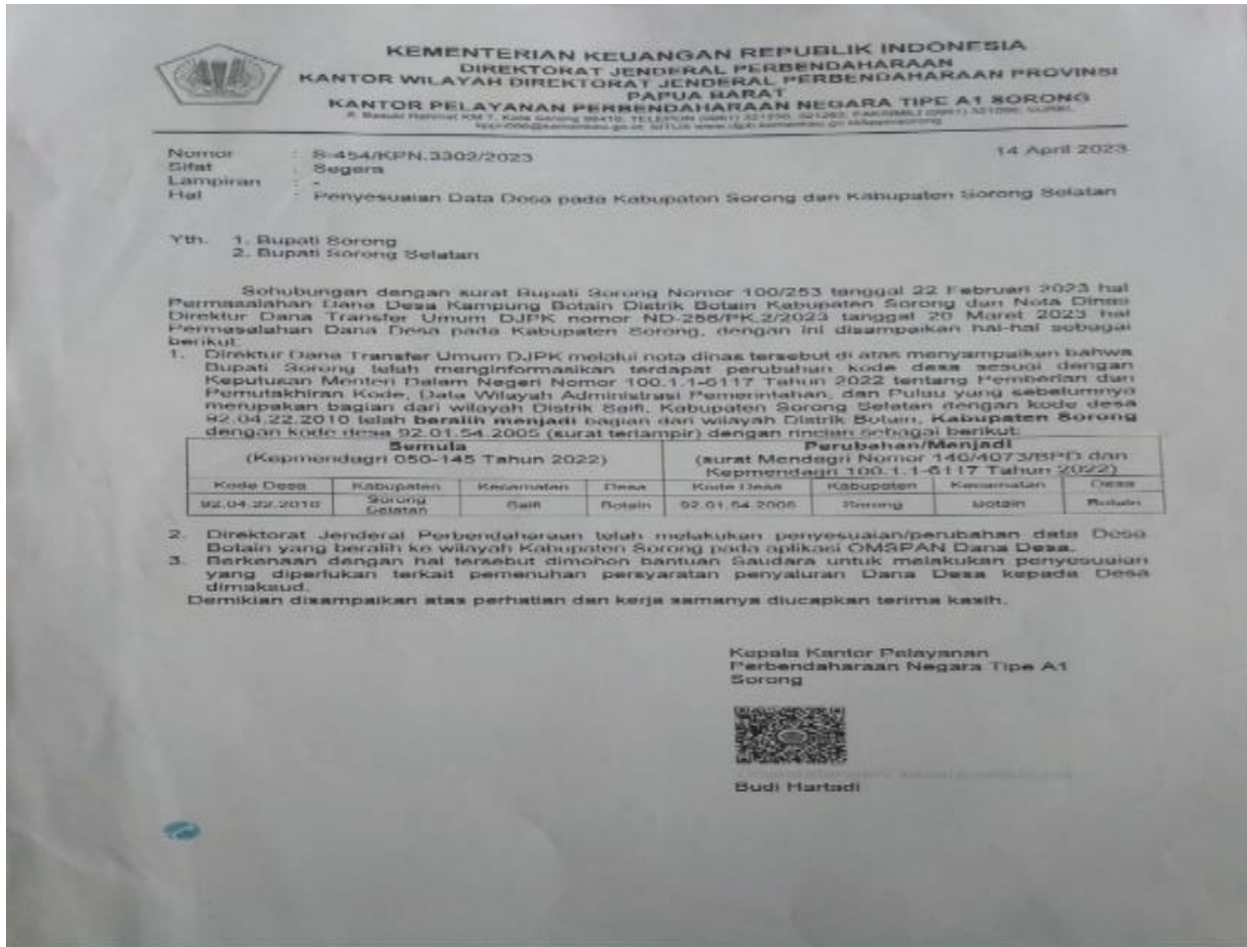 KEMENTERIAN KEUANGAN REPUBLIK INDONESIA
DIREKTORAT JENDERAL PERBENDAHARAAN
KANTOR WILAYAH DIREKTORAT JENDERAL PERBENDAHARAAN PROVINSI
PAPUA BARAT
KANTOR PELAYANAN PERBENDAHARAAN NEGARA TIPE A1 SORONG
Nomor : S-454/KPN.3302/2023 14 April 2023
Sifat : Segera
Lampiran : -
Hal : Penyesuaian Data Desa pada Kabupaten Sorong dan Kabupaten Sorong Selatan
Yth. 1. Bupati Sorong
2. Bupati Sorong Selatan
Sehubungan dengan surat Bupati Sorong Nomor 100/253 tanggal 22 Februari 2023 hal
Permasalahan Dana Desa Kampung Botain Distrik Botain Kabupaten Sorong dan Nota Dinas
Direktur Dana Transfer Umum DJPK nomor ND-256/PK.2/2023 tanggal 20 Maret 2023 hal
Permasalahan Dana Desa pada Kabupaten Sorong, dengan ini disampaikan hal-hal sebagai
berikut.
1. Direktur Dana Transfer Umum DJPK melalui nota dinas tersebut di atas menyampaikan bahwa
Bupati Sorong telah menginformasikan terdapat perubahan kode desa sesuai dengan
Keputusan Menteri Dalam Negeri Nomor 100.1.1-6117 Tahun 2022 tentang Pemberian dan
Pemutakhiran Kode, Data Wilayah Administrasi Pemerintahan, dan Pulau yang sebelumnya
merupakan bagian dari wilayah Distrik Saifi, Kabupaten Sorong Selatan dengan kode desa
92.04.22.2010 telah beralih menjadi bagian dari wilayah Distrik Botain, Kabupaten Sorong
dengan kode desa 92.01.54.2005 (surat terlampir) dengan rincian sebagai berikut:
Semula Perubahan/Menjadi
(Kepmendagri 050-145 Tahun 2022) (surat Mendagri Nomor 146/4073/BPD dan
Kepmendagri 100.1.1-6117 Tahun 2022)
Kode Desa Kabupaten Kecamatan Desa Kode Desa Kabupaten Kecamatan Desa
92.04.22.2010 Sorong Selatan Saifi Botain 92.01.54.2005 Sorong Botain Botain
2. Direktorat Jenderal Perbendaharaan telah melakukan penyesuaian/perubahan data Desa
Botain yang beralih ke wilayah Kabupaten Sorong pada aplikasi OMSPAN Dana Desa.
3. Berkenaan dengan hal tersebut dimohon bantuan Saudara untuk melakukan penyesuaian
yang diperlukan terkait pemenuhan persyaratan penyaluran Dana Desa kepada Desa
dimaksud.
Demikian disampaikan atas perhatian dan kerja samanya diucapkan terima kasih.
Kepala Kantor Pelayanan
Perbendaharaan Negara Tipe A1
Sorong
Budi Hartadi